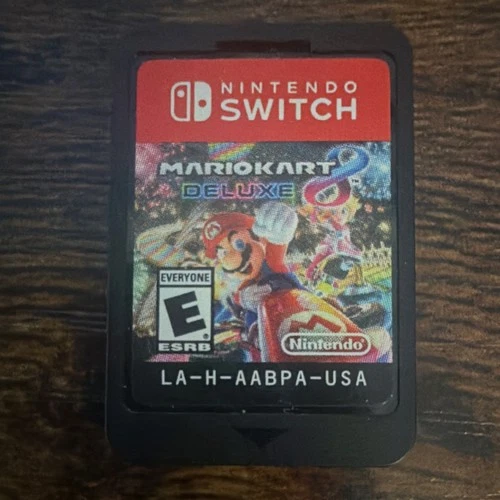 NINTENDO
SWITCH
MARIOKART 8
DELUXE
EVERYONE
E
ESRB
Nintendo
LA-H-AABPA-USA